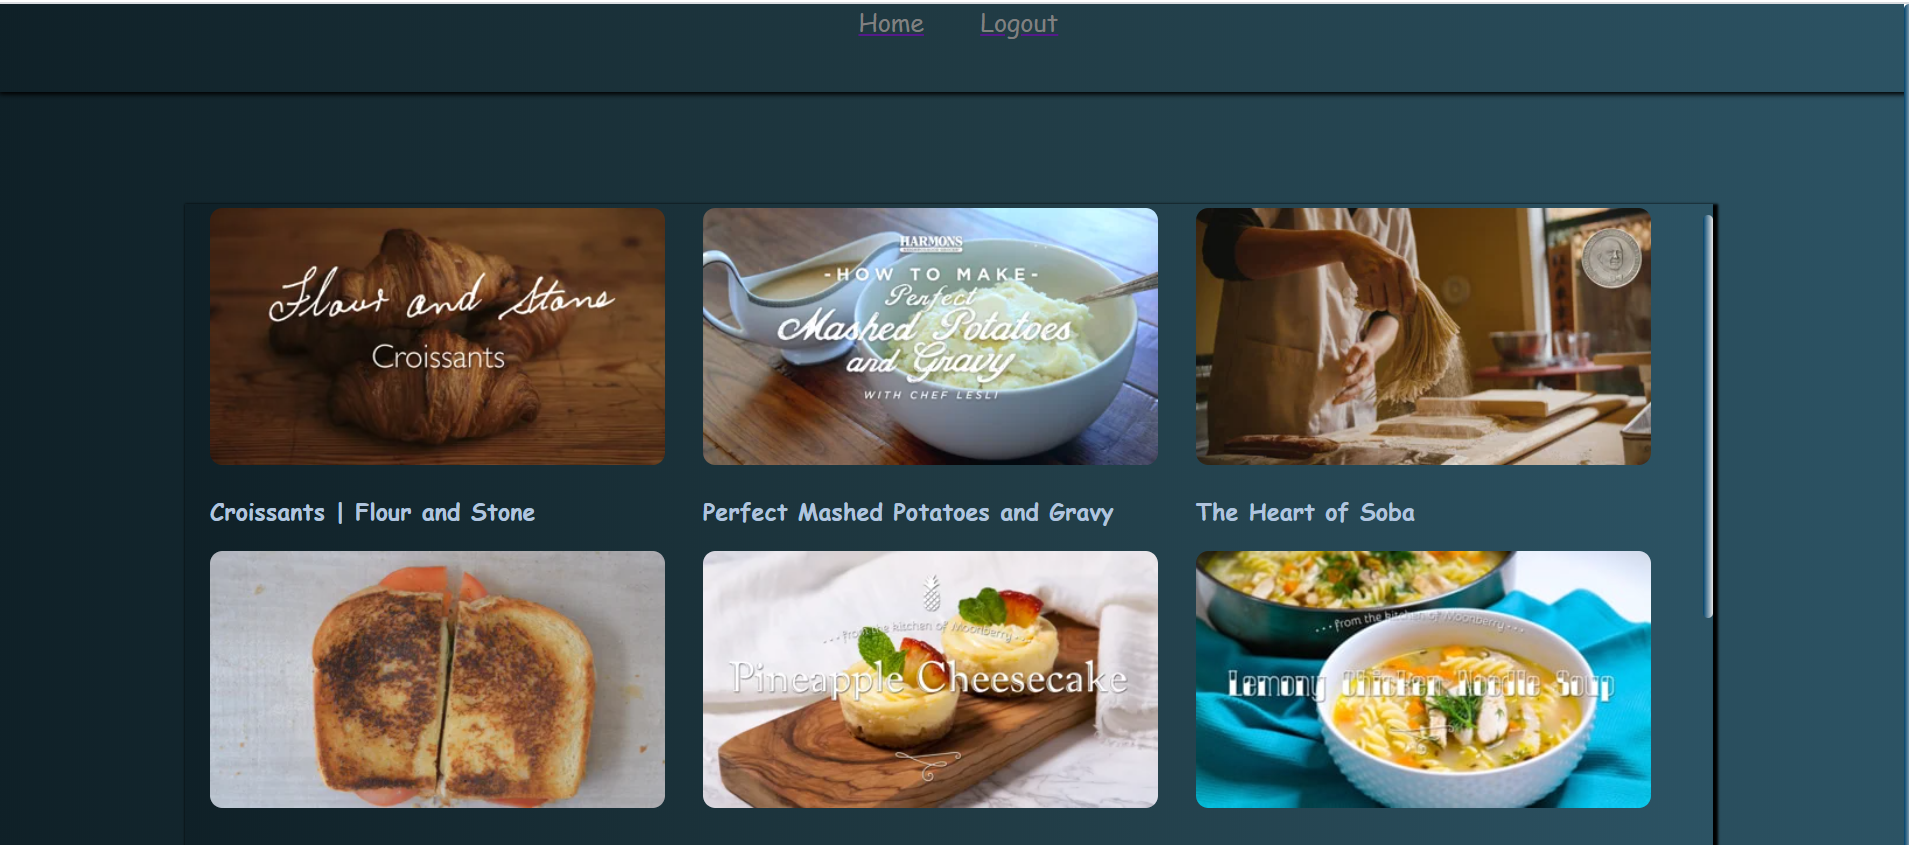 Home Logout
Flour and Stone
Croissants
HARMONS
-HOW TO MAKE-
Perfect
Mashed Potatoes
and Gravy
WITH CHEF LESLI
Croissants | Flour and Stone
Perfect Mashed Potatoes and Gravy
The Heart of Soba
from the kitchen of Moonberry
Pineapple Cheesecake
from the kitchen of Moonberry
Lemony Chicken Noodle Soup